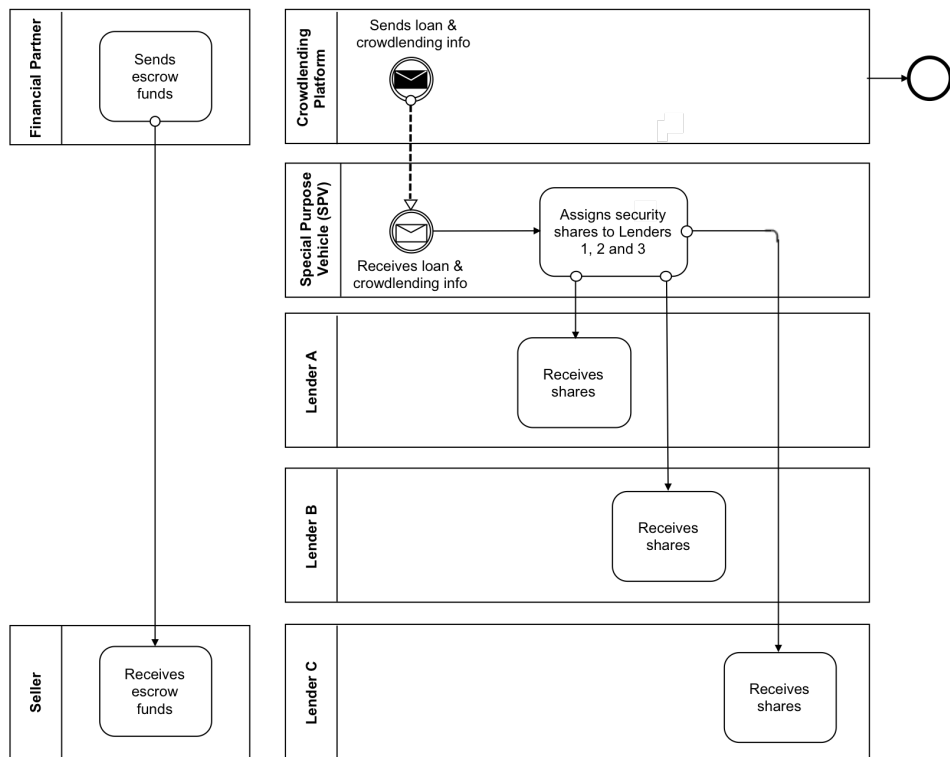 Financial Partner
Sends
escrow
funds
Crowdlending
Platform
Sends loan &
crowdlending info
Special Purpose
Vehicle (SPV)
Receives loan &
crowdlending info
Assigns security
shares to Lenders
1, 2 and 3
Lender A
Receives
shares
Lender B
Receives
shares
Seller
Receives
escrow
funds
Lender C
Receives
shares